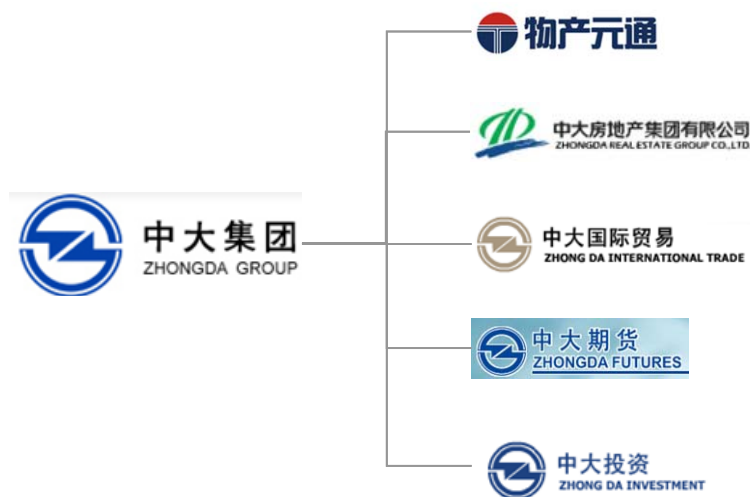 物产元通
中大房地产集团有限公司
ZHONGDA REAL ESTATE GROUP CO.,LTD
中大集团
ZHONGDA GROUP
中大国际贸易
ZHONG DA INTERNATIONAL TRADE
中大期货
ZHONGDA FUTURES
中大投资
ZHONG DA INVESTMENT